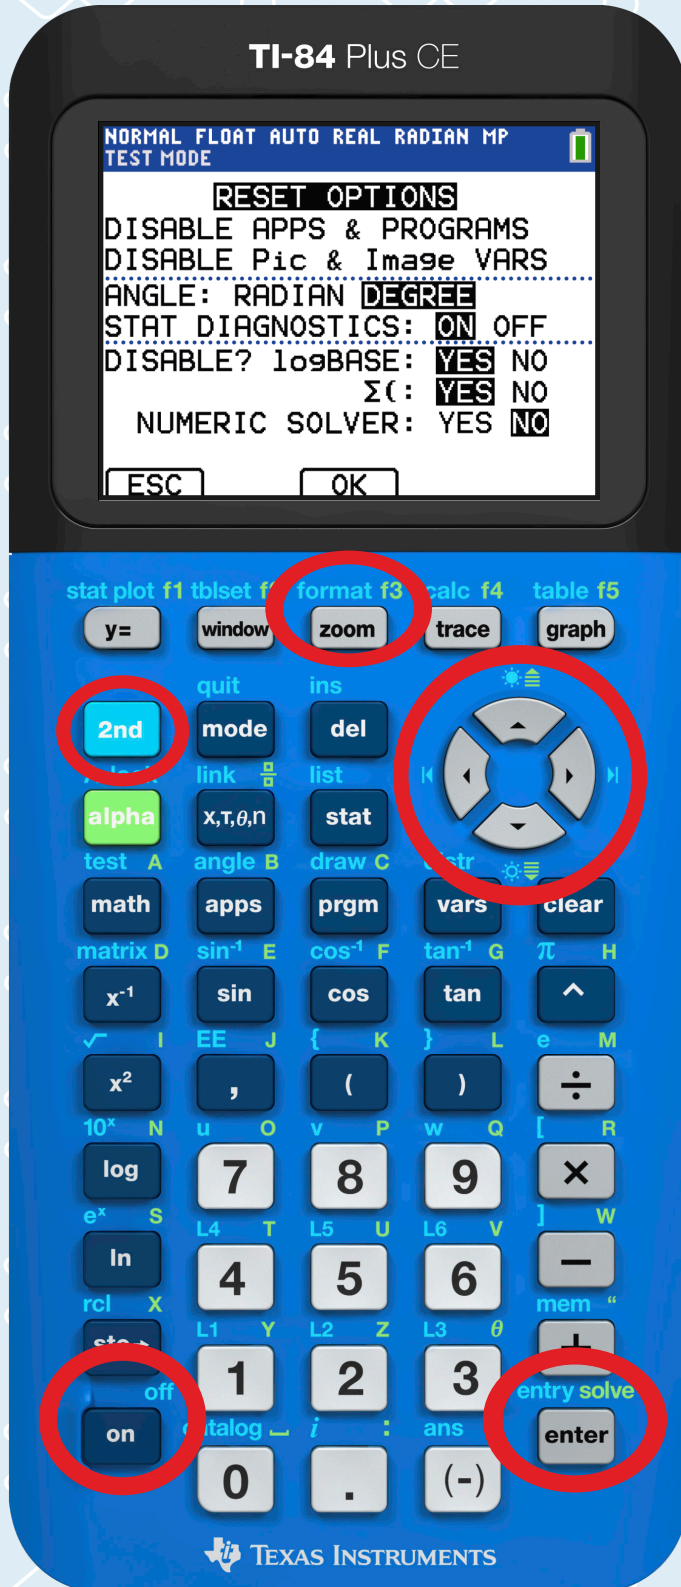 TI-84 Plus CE
NORMAL FLOAT AUTO REAL RADIAN MP
TEST MODE
RESET OPTIONS
DISABLE APPS & PROGRAMS
DISABLE Pic & Image VARS
ANGLE: RADIAN DEGREE
STAT DIAGNOSTICS: ON OFF
DISABLE? logBASE: YES NO
Σ(: YES NO
NUMERIC SOLVER: YES NO
ESC OK
stat plot f1 tblset format f3 calc f4 table f5
y= window zoom trace graph
quit ins
2nd mode del
link list
alpha X,T,θ,n stat
test A angle B draw C distr
math apps prgm vars clear
matrix D sin⁻¹ E cos⁻¹ F tan⁻¹ G π H
x⁻¹ sin cos tan ^
√ I EE J { K } L e M
x² , ( ) ÷
10ˣ N u O v P w Q [ R
log 7 8 9 ×
eˣ S L4 T L5 U L6 V ] W
ln 4 5 6 −
rcl X L1 Y L2 Z L3 θ mem “
1 2 3 +
off entry solve
on catalog i : ans enter
0 . (-)
TEXAS INSTRUMENTS